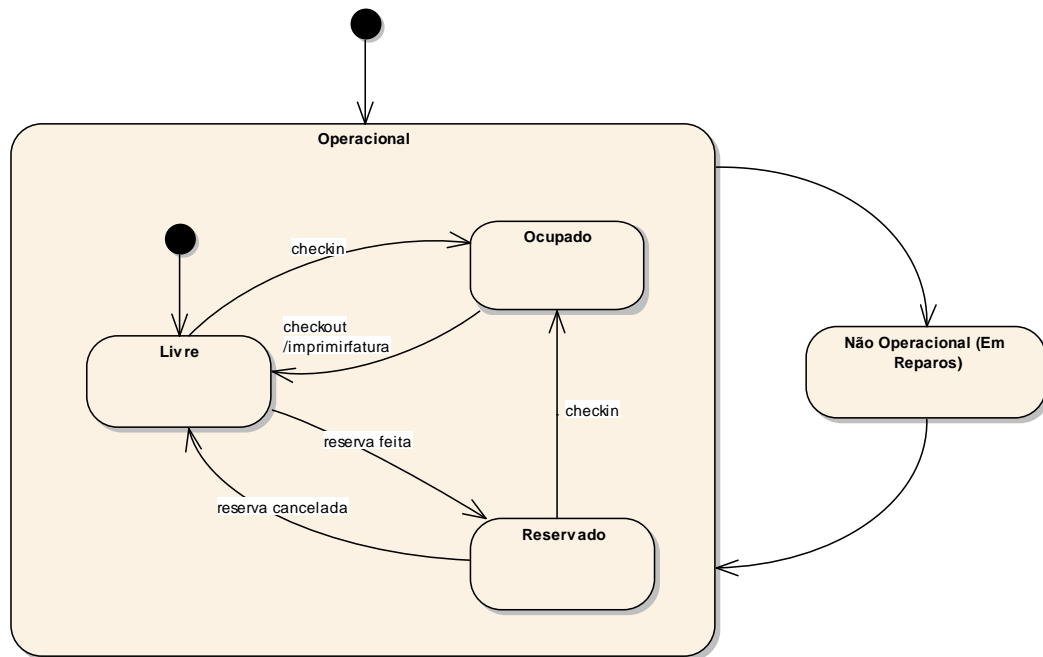 Operacional
Ocupado
checkin
checkout
/imprimirfatura
Livre
Não Operacional (Em
Reparos)
checkin
reserva feita
reserva cancelada
Reservado